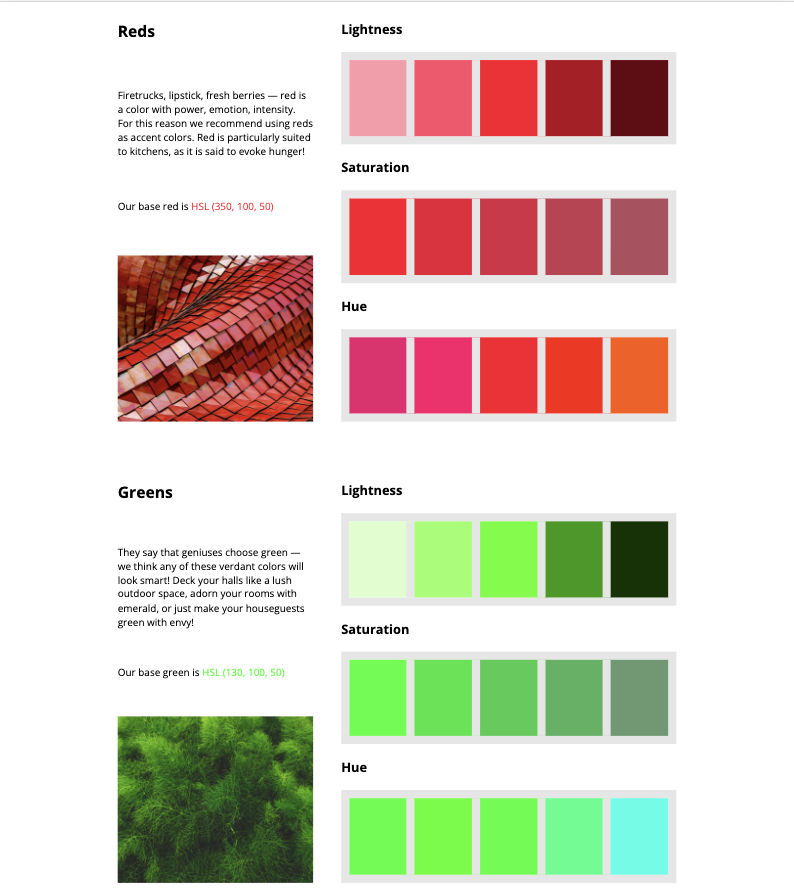 Reds
Firetrucks, lipstick, fresh berries — red is
a color with power, emotion, intensity.
For this reason we recommend using reds
as accent colors. Red is particularly suited
to kitchens, as it is said to evoke hunger!
Our base red is HSL (350, 100, 50)
Lightness
Saturation
Hue
Greens
They say that geniuses choose green —
we think any of these verdant colors will
look smart! Deck your halls like a lush
outdoor space, adorn your rooms with
emerald, or just make your houseguests
green with envy!
Our base green is HSL (130, 100, 50)
Lightness
Saturation
Hue